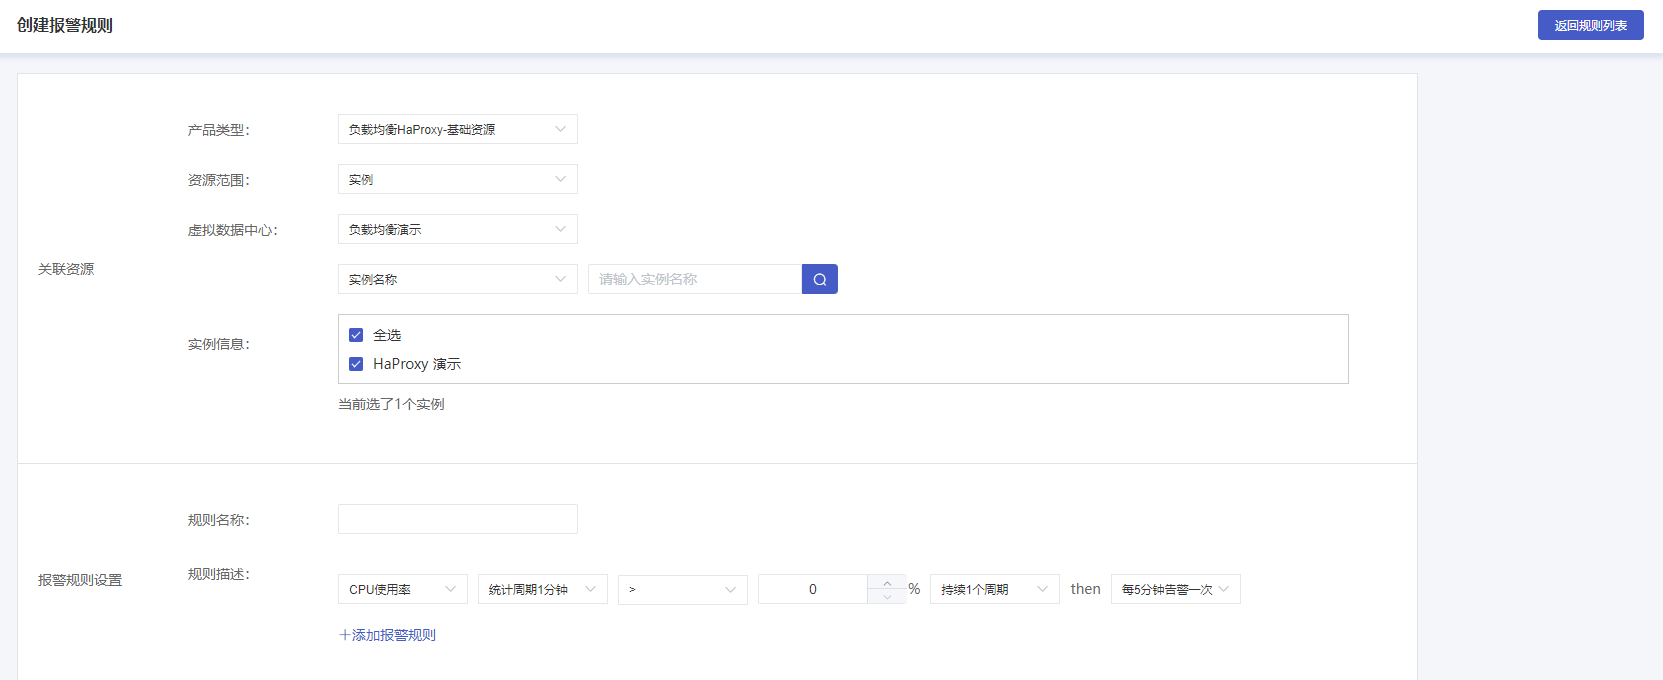 创建报警规则
返回规则列表
产品类型：
负载均衡HaProxy-基础资源
资源范围：
实例
虚拟数据中心：
负载均衡演示
关联资源
实例名称
请输入实例名称
实例信息：
全选
HaProxy 演示
当前选了1个实例
规则名称：
报警规则设置
规则描述：
CPU使用率 统计周期1分钟 > 0 % 持续1个周期 then 每5分钟告警一次
+添加报警规则